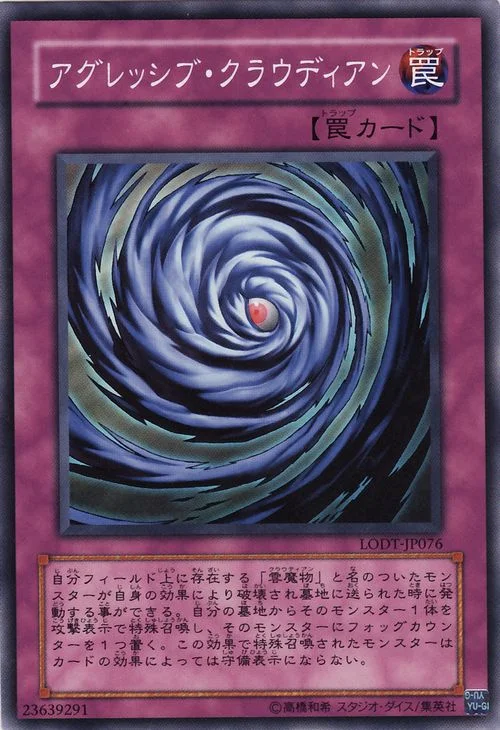 アグレッシブ・クラウディアン 罠
【罠カード】
LODT-JP076
自分フィールド上に存在する「雲魔物」と名のついたモン
スターが自身の効果により破壊され墓地に送られた時に発
動する事ができる。自分の墓地からそのモンスター1体を
攻撃表示で特殊召喚し、そのモンスターにフォッグカウン
ターを1つ置く。この効果で特殊召喚されたモンスターは
カードの効果によっては守備表示にならない。
23639291
©高橋和希 スタジオ・ダイス/集英社
YU-GI